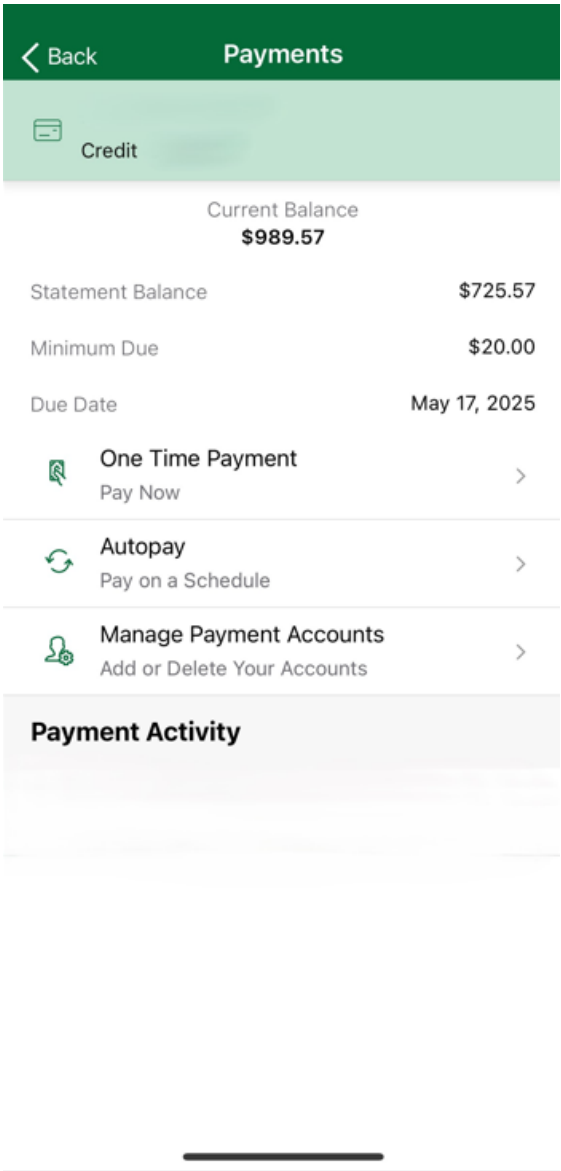 Back Payments
Credit
Current Balance
$989.57
Statement Balance $725.57
Minimum Due $20.00
Due Date May 17, 2025
One Time Payment
Pay Now
Autopay
Pay on a Schedule
Manage Payment Accounts
Add or Delete Your Accounts
Payment Activity